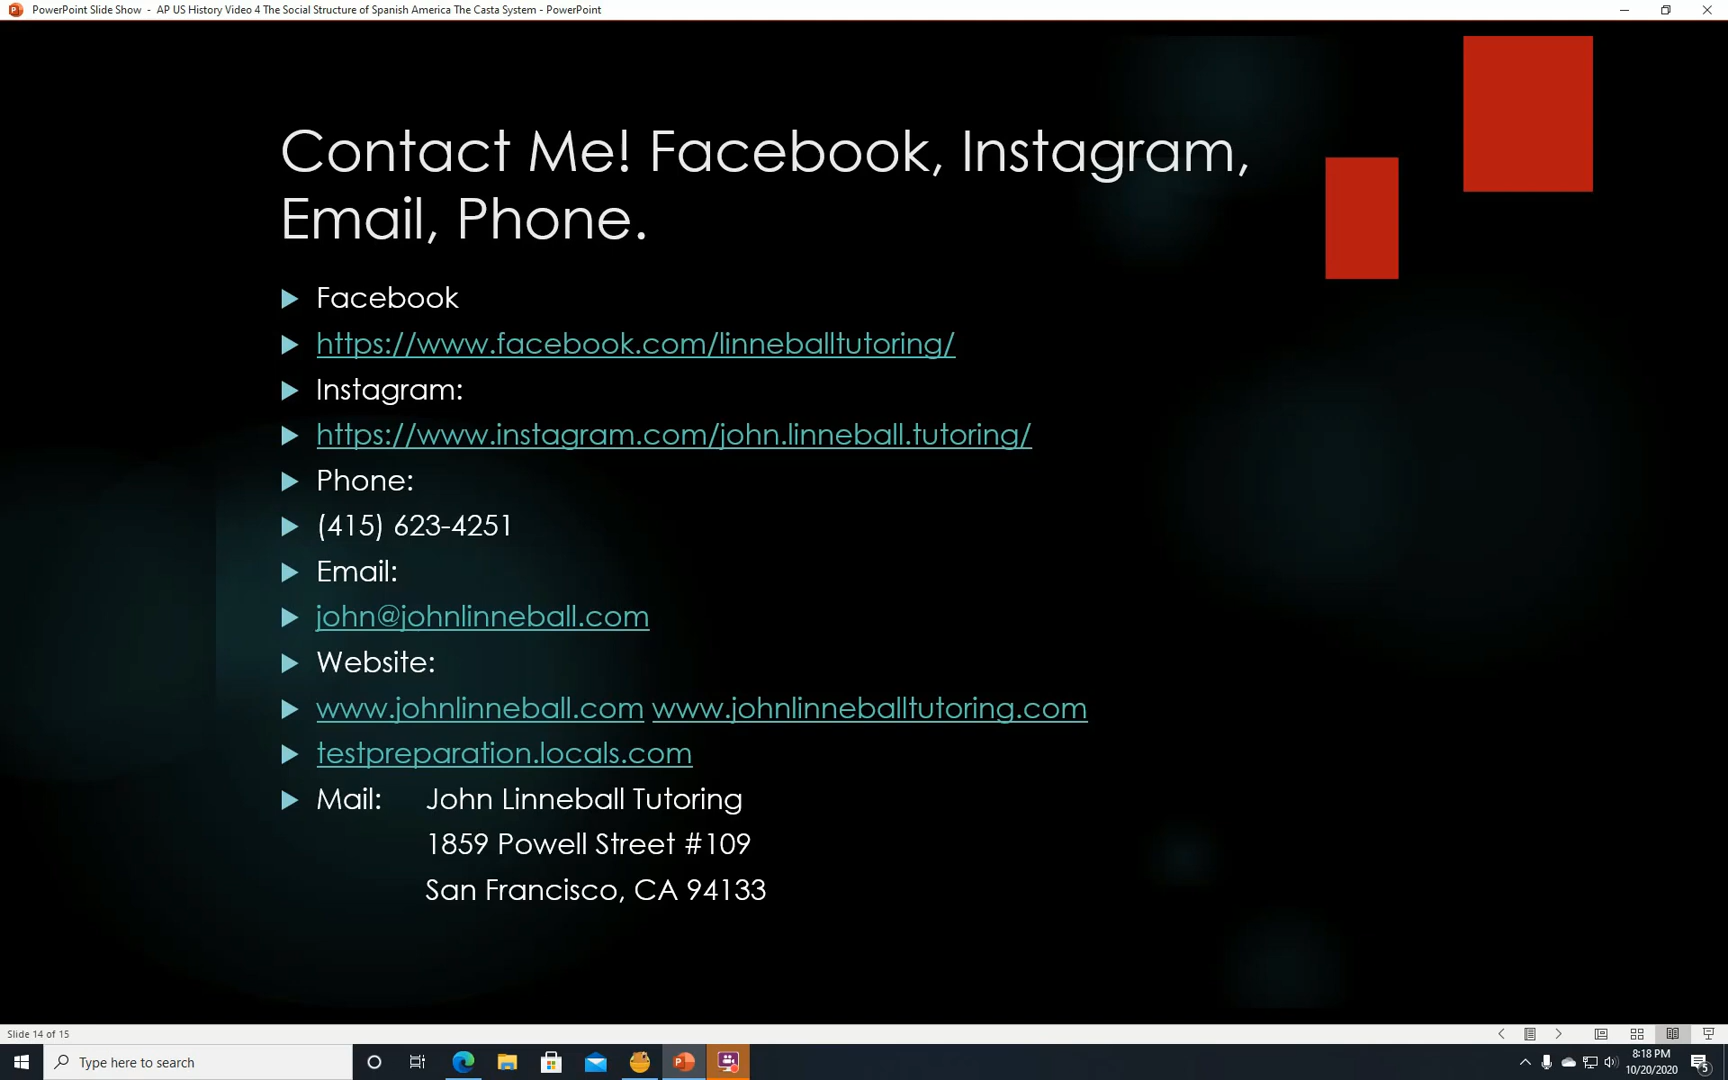 PowerPoint Slide Show - AP US History Video 4 The Social Structure of Spanish America The Casta System - PowerPoint
Contact Me! Facebook, Instagram,
Email, Phone.
Facebook
https://www.facebook.com/linneballtutoring/
Instagram:
https://www.instagram.com/john.linneball.tutoring/
Phone:
(415) 623-4251
Email:
john@johnlinneball.com
Website:
www.johnlinneball.com www.johnlinneballtutoring.com
testpreparation.locals.com
Mail: John Linneball Tutoring
1859 Powell Street #109
San Francisco, CA 94133
Slide 14 of 15
Type here to search
8:18 PM
10/20/2020
5